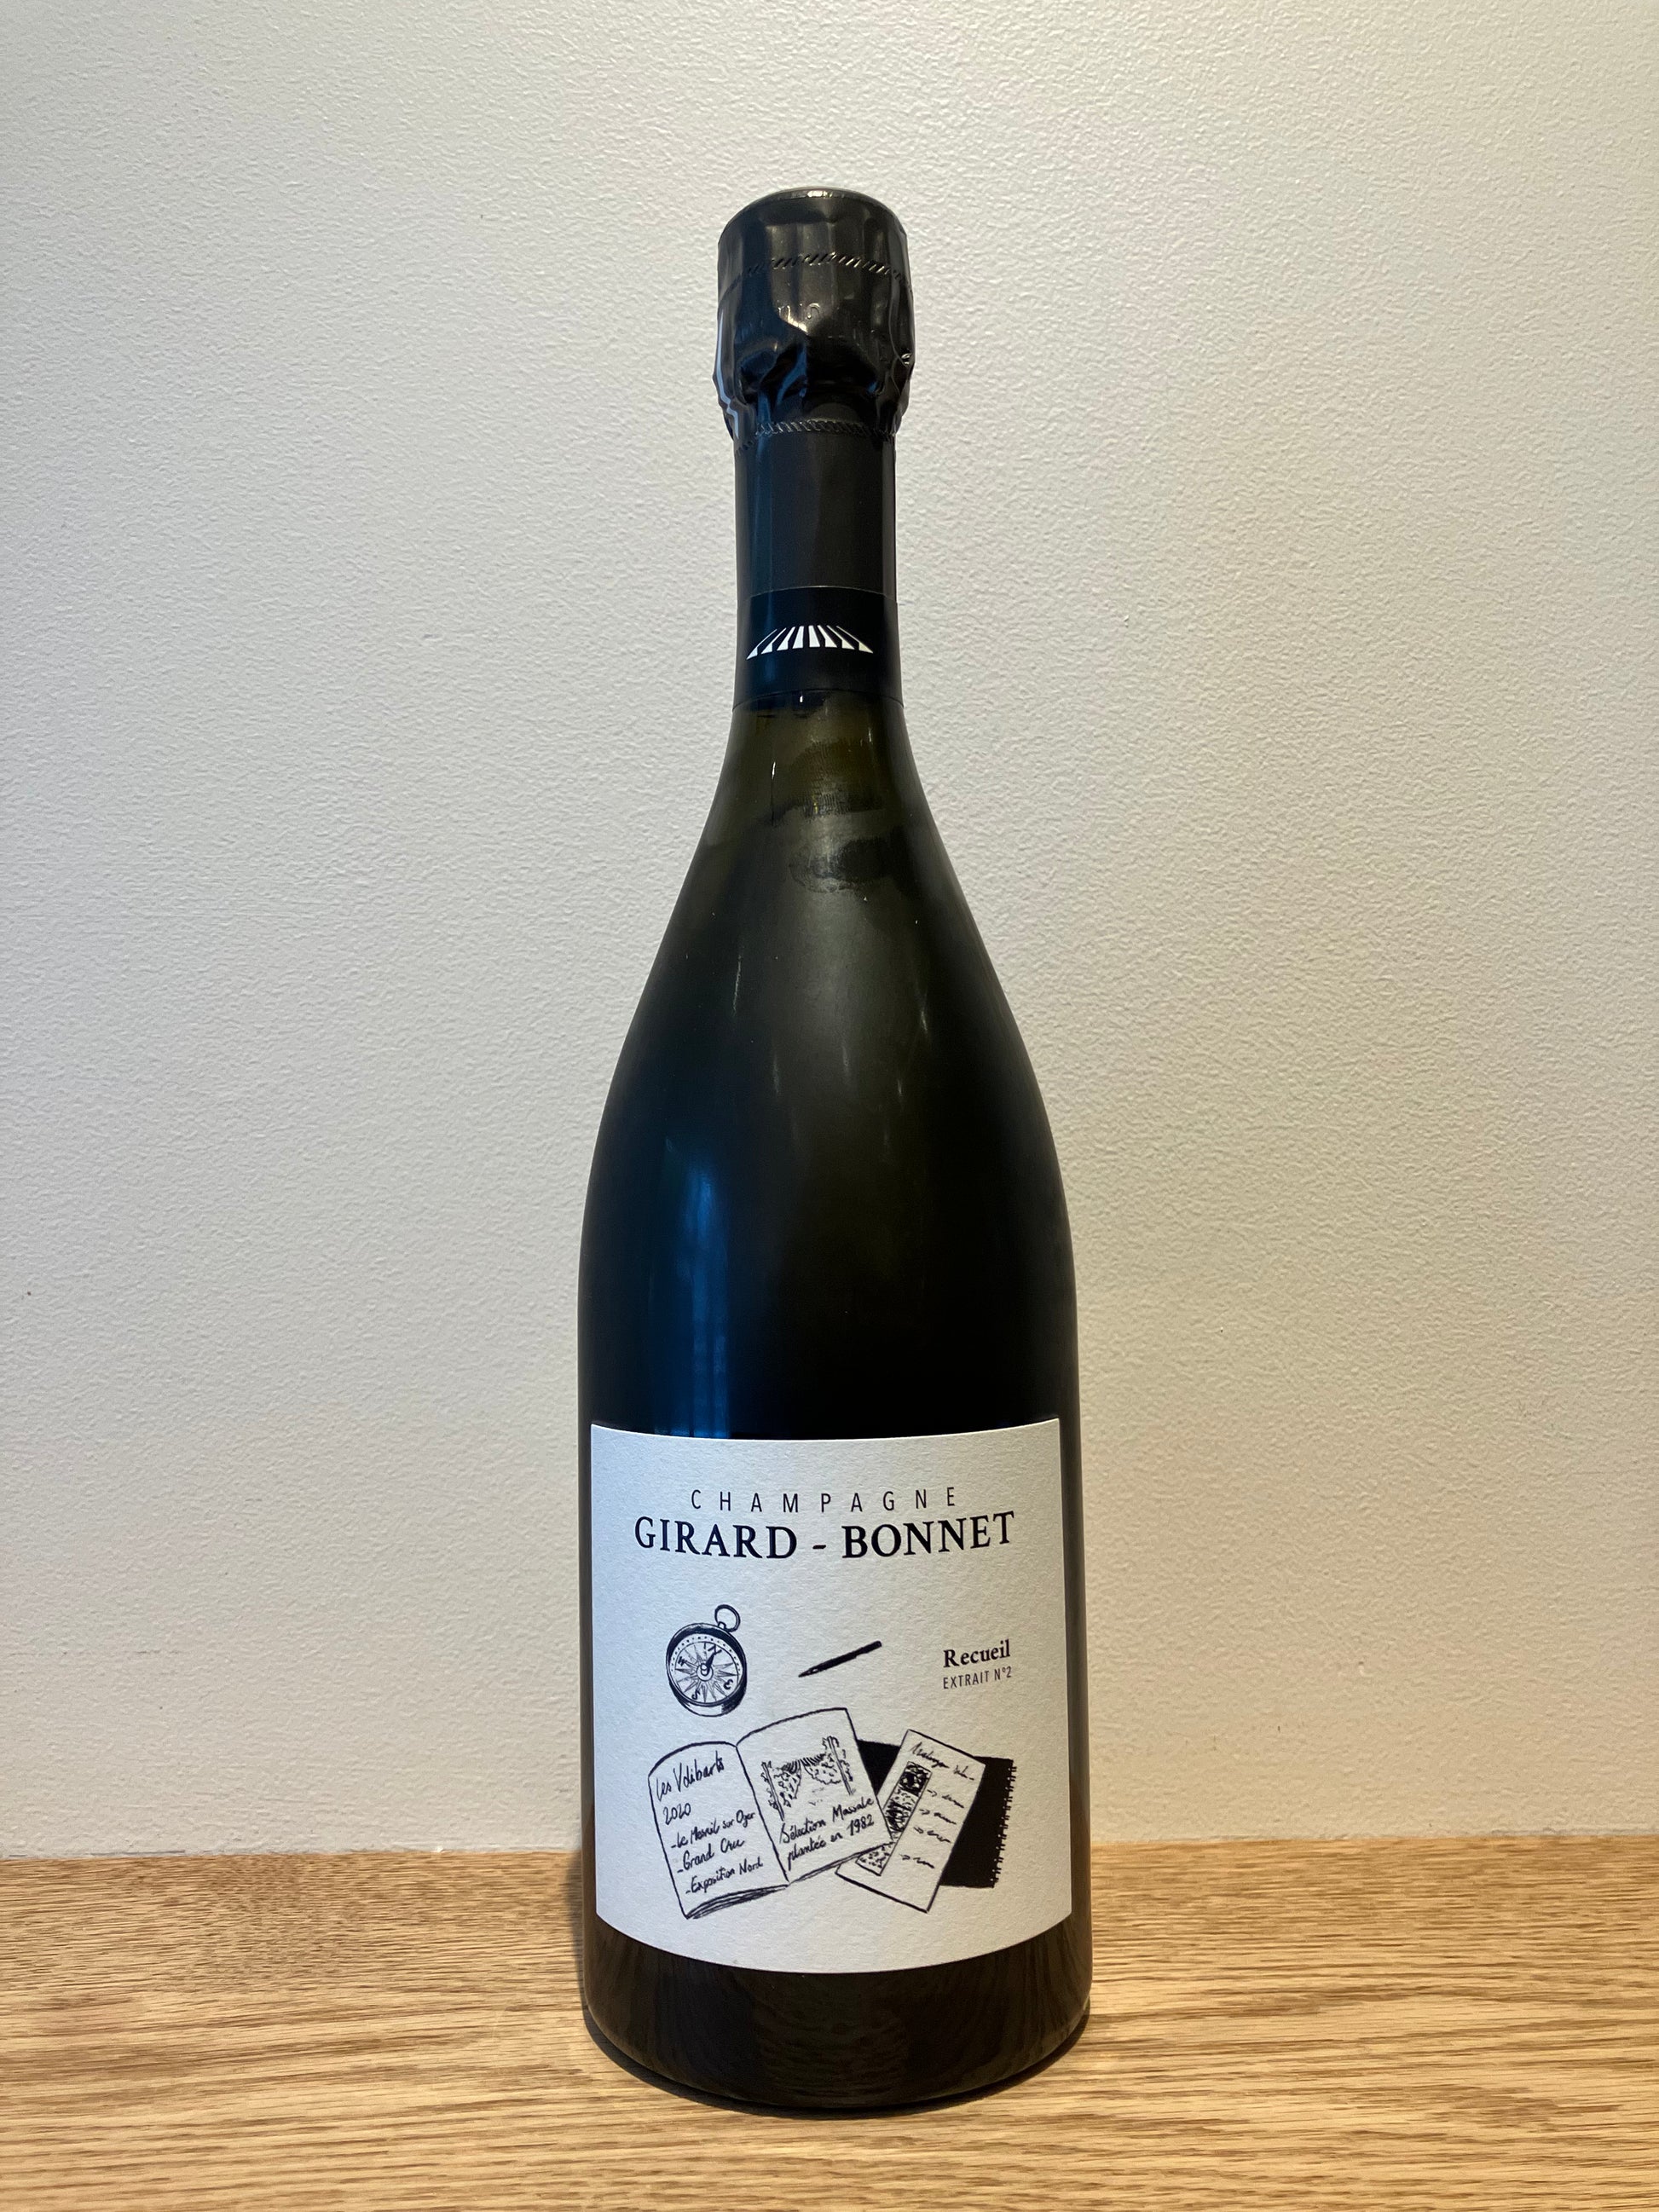 CHAMPAGNE
GIRARD - BONNET
Recueil
EXTRAIT N°2
Les Volibarts
2020
-Le Mesnil sur Oger
-Grand Cru
-Exposition Nord
Sélection Massale
plantée en 1982